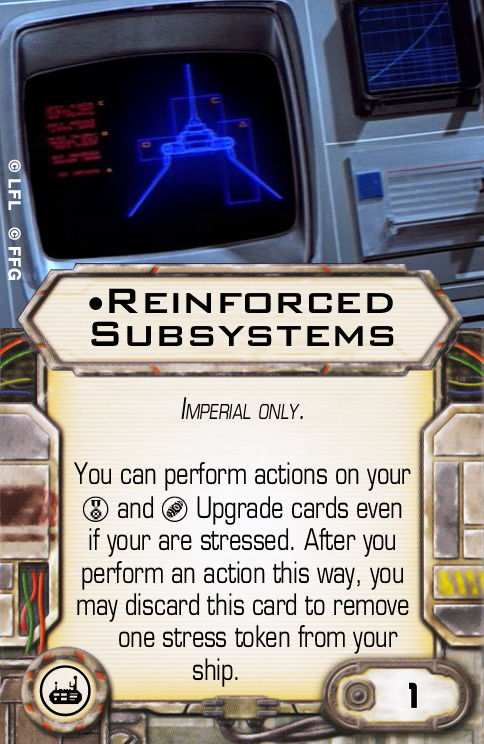 © LFL © FFG
•REINFORCED
SUBSYSTEMS
IMPERIAL ONLY.
You can perform actions on your
and Upgrade cards even
if your are stressed. After you
perform an action this way, you
may discard this card to remove
one stress token from your
ship.
1